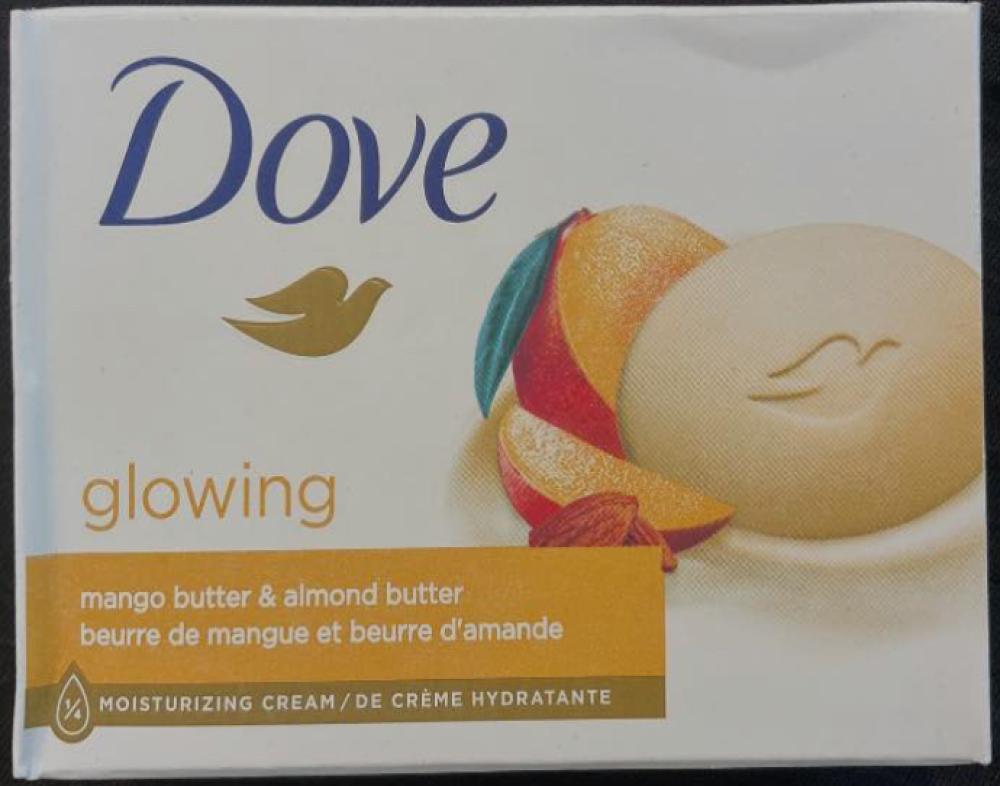 Dove
glowing
mango butter & almond butter
beurre de mangue et beurre d'amande
¼ MOISTURIZING CREAM / DE CRÈME HYDRATANTE